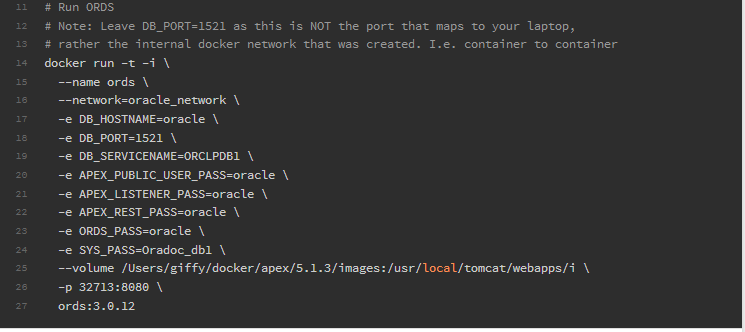 11 # Run ORDS
12 # Note: Leave DB_PORT=1521 as this is NOT the port that maps to your laptop,
13 # rather the internal docker network that was created. I.e. container to container
14 docker run -t -i \
15 --name ords \
16 --network=oracle_network \
17 -e DB_HOSTNAME=oracle \
18 -e DB_PORT=1521 \
19 -e DB_SERVICENAME=ORCLPDB1 \
20 -e APEX_PUBLIC_USER_PASS=oracle \
21 -e APEX_LISTENER_PASS=oracle \
22 -e APEX_REST_PASS=oracle \
23 -e ORDS_PASS=oracle \
24 -e SYS_PASS=Oradoc_db1 \
25 --volume /Users/giffy/docker/apex/5.1.3/images:/usr/local/tomcat/webapps/i \
26 -p 32713:8080 \
27 ords:3.0.12